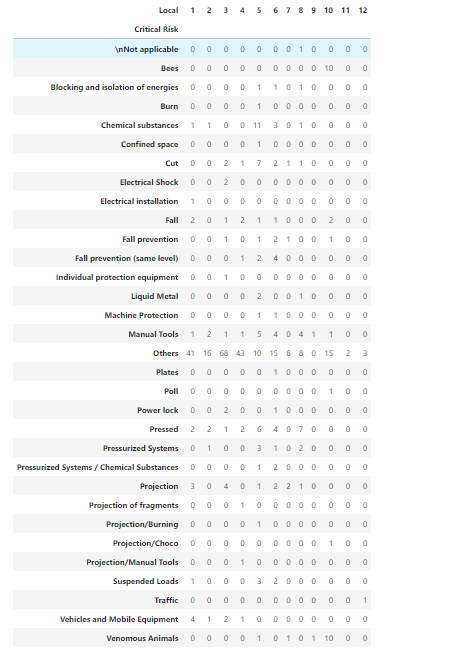 Local 1 2 3 4 5 6 7 8 9 10 11 12
Critical Risk
\nNot applicable 0 0 0 0 0 0 0 1 0 0 0 0
Bees 0 0 0 0 0 0 0 0 0 10 0 0
Blocking and isolation of energies 0 0 0 0 1 1 0 1 0 0 0 0
Burn 0 0 0 0 1 0 0 0 0 0 0 0
Chemical substances 1 1 0 0 11 3 0 1 0 0 0 0
Confined space 0 0 0 0 1 0 0 0 0 0 0 0
Cut 0 0 2 1 7 2 1 1 0 0 0 0
Electrical Shock 0 0 2 0 0 0 0 0 0 0 0 0
Electrical installation 1 0 0 0 0 0 0 0 0 0 0 0
Fall 2 0 1 2 1 1 0 0 0 2 0 0
Fall prevention 0 0 1 0 1 2 1 0 0 1 0 0
Fall prevention (same level) 0 0 0 1 2 4 0 0 0 0 0 0
Individual protection equipment 0 0 1 0 0 0 0 0 0 0 0 0
Liquid Metal 0 0 0 0 2 0 0 1 0 0 0 0
Machine Protection 0 0 0 0 1 1 0 0 0 0 0 0
Manual Tools 1 2 1 1 5 4 0 4 1 1 0 0
Others 41 16 68 43 10 15 8 8 0 15 2 3
Plates 0 0 0 0 0 1 0 0 0 0 0 0
Poll 0 0 0 0 0 0 0 0 0 1 0 0
Power lock 0 0 2 0 0 1 0 0 0 0 0 0
Pressed 2 2 1 2 6 4 0 7 0 0 0 0
Pressurized Systems 0 1 0 0 3 1 0 2 0 0 0 0
Pressurized Systems / Chemical Substances 0 0 0 0 1 2 0 0 0 0 0 0
Projection 3 0 4 0 1 2 2 1 0 0 0 0
Projection of fragments 0 0 0 1 0 0 0 0 0 0 0 0
Projection/Burning 0 0 0 0 1 0 0 0 0 0 0 0
Projection/Choco 0 0 0 0 0 0 0 0 0 1 0 0
Projection/Manual Tools 0 0 0 1 0 0 0 0 0 0 0 0
Suspended Loads 1 0 0 0 3 2 0 0 0 0 0 0
Traffic 0 0 0 0 0 0 0 0 0 0 0 1
Vehicles and Mobile Equipment 4 1 2 1 0 0 0 0 0 0 0 0
Venomous Animals 0 0 0 0 1 0 1 0 1 10 0 0